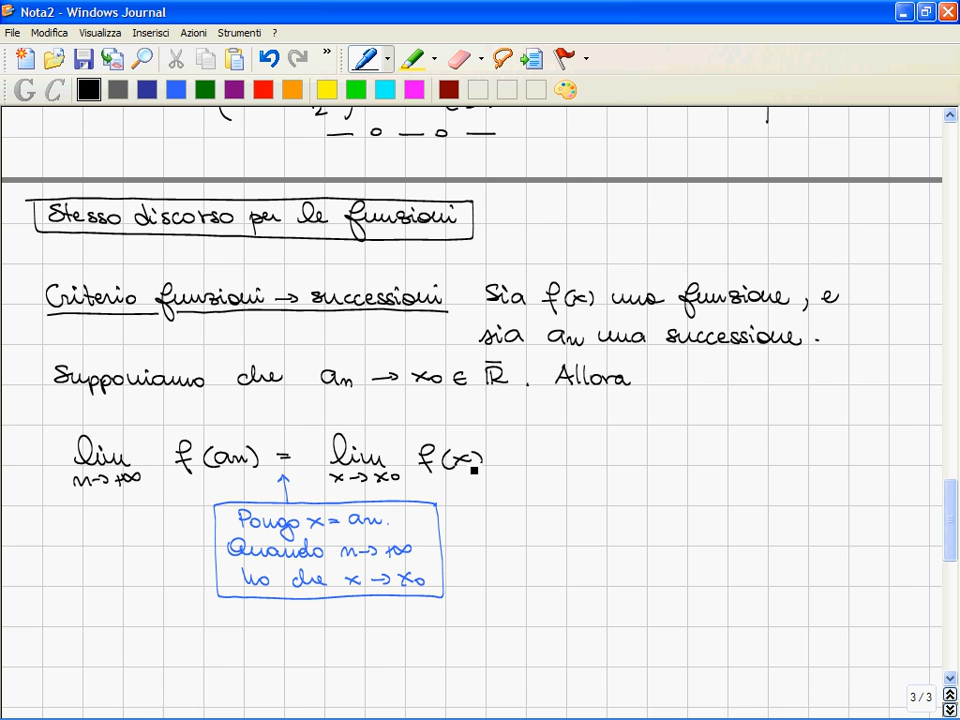 Nota2 - Windows Journal
File Modifica Visualizza Inserisci Azioni Strumenti ?
»
G C
2
— o — o —
Stesso discorso per le funzioni
Criterio funzioni → successioni Sia f(x) una funzione, e
sia an una successione.
Supponiamo che an → x0 ∈ R̅. Allora
lim f(an) = lim f(x)
n→+∞ x→x0
Pongo x = an.
Quando n→+∞
ho che x → x0
3 / 3